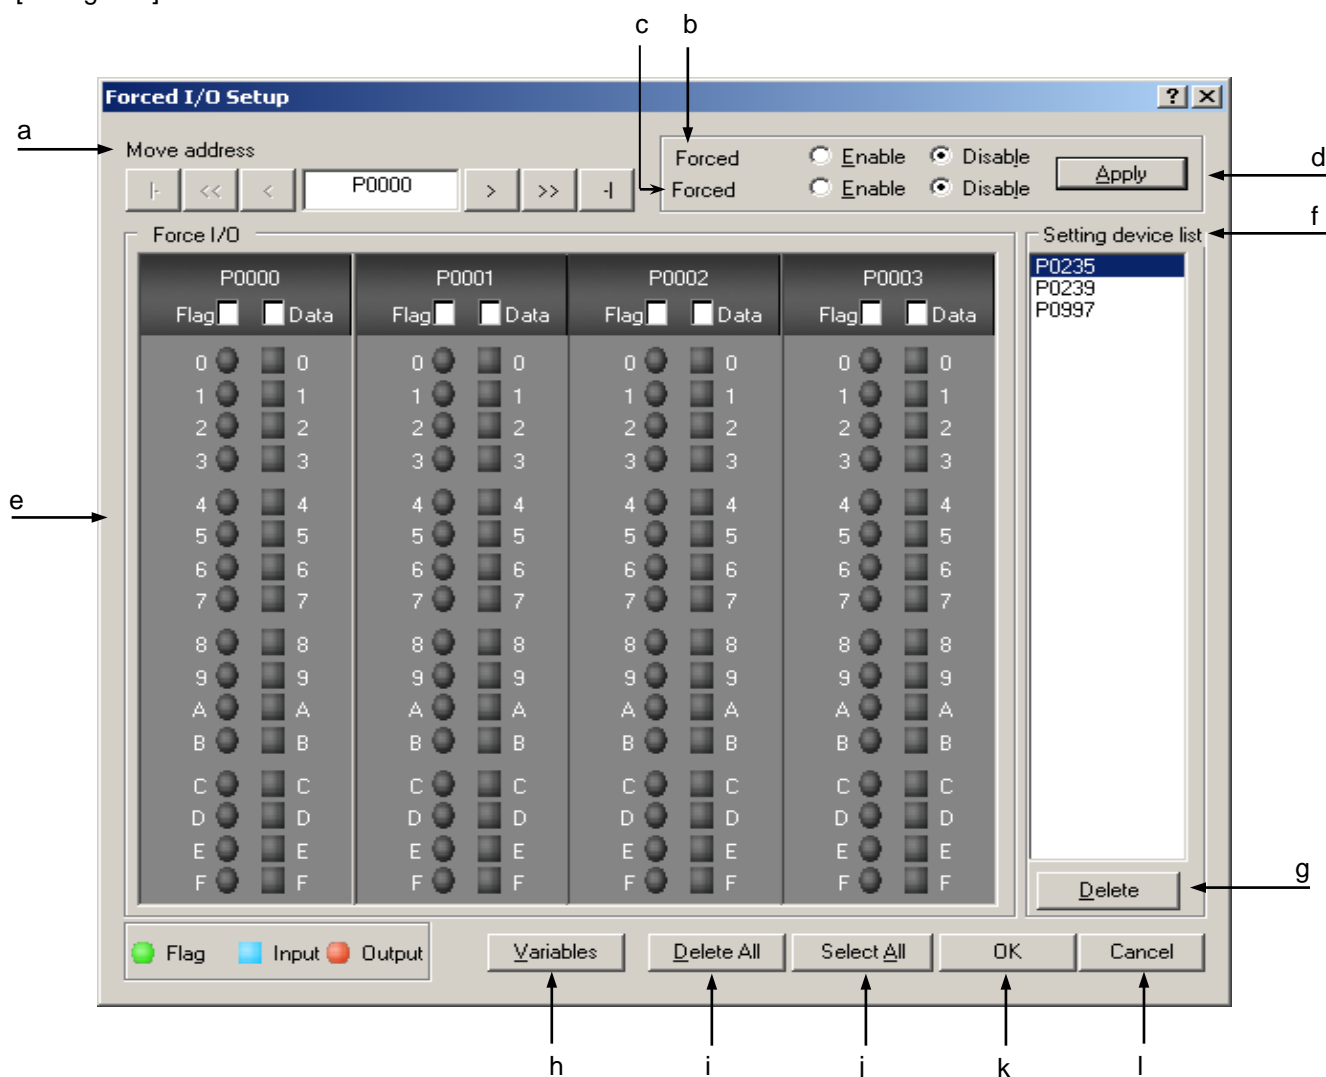 c b
Forced I/O Setup
a
Move address
|- << < P0000 > >> -|
Forced Enable Disable
Forced Enable Disable
Apply
d
f
Force I/O
Setting device list
P0000 P0001 P0002 P0003
Flag Data Flag Data Flag Data Flag Data
P0235
P0239
P0997
0 0 0 0 0 0 0 0
1 1 1 1 1 1 1 1
2 2 2 2 2 2 2 2
3 3 3 3 3 3 3 3
4 4 4 4 4 4 4 4
e
5 5 5 5 5 5 5 5
6 6 6 6 6 6 6 6
7 7 7 7 7 7 7 7
8 8 8 8 8 8 8 8
9 9 9 9 9 9 9 9
A A A A A A A A
B B B B B B B B
C C C C C C C C
D D D D D D D D
E E E E E E E E
F F F F F F F F
Delete
g
Flag Input Output
Variables Delete All Select All OK Cancel
h i j k l